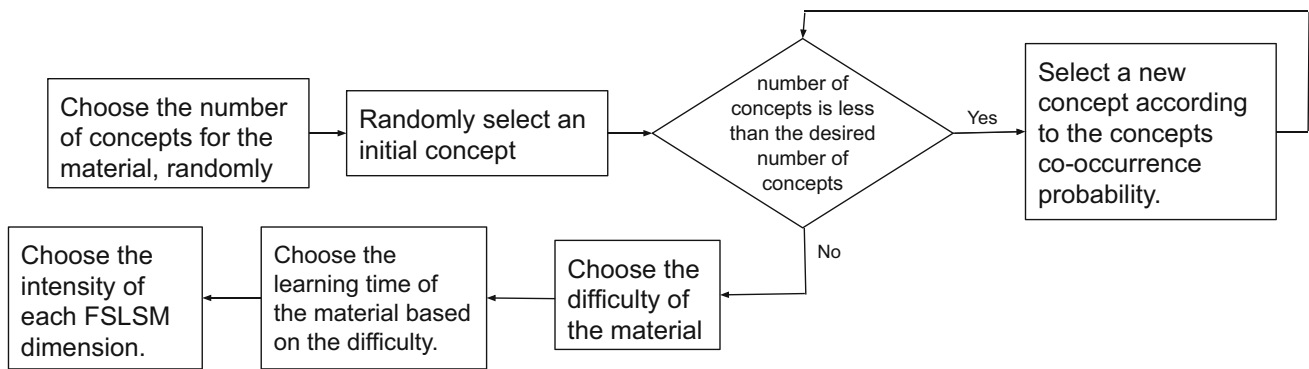 Choose the number
of concepts for the
material, randomly
Randomly select an
initial concept
number of
concepts is less
than the desired
number of
concepts
Yes
Select a new
concept according
to the concepts
co-occurrence
probability.
No
Choose the
difficulty of
the material
Choose the
learning time of
the material based
on the difficulty.
Choose the
intensity of
each FSLSM
dimension.